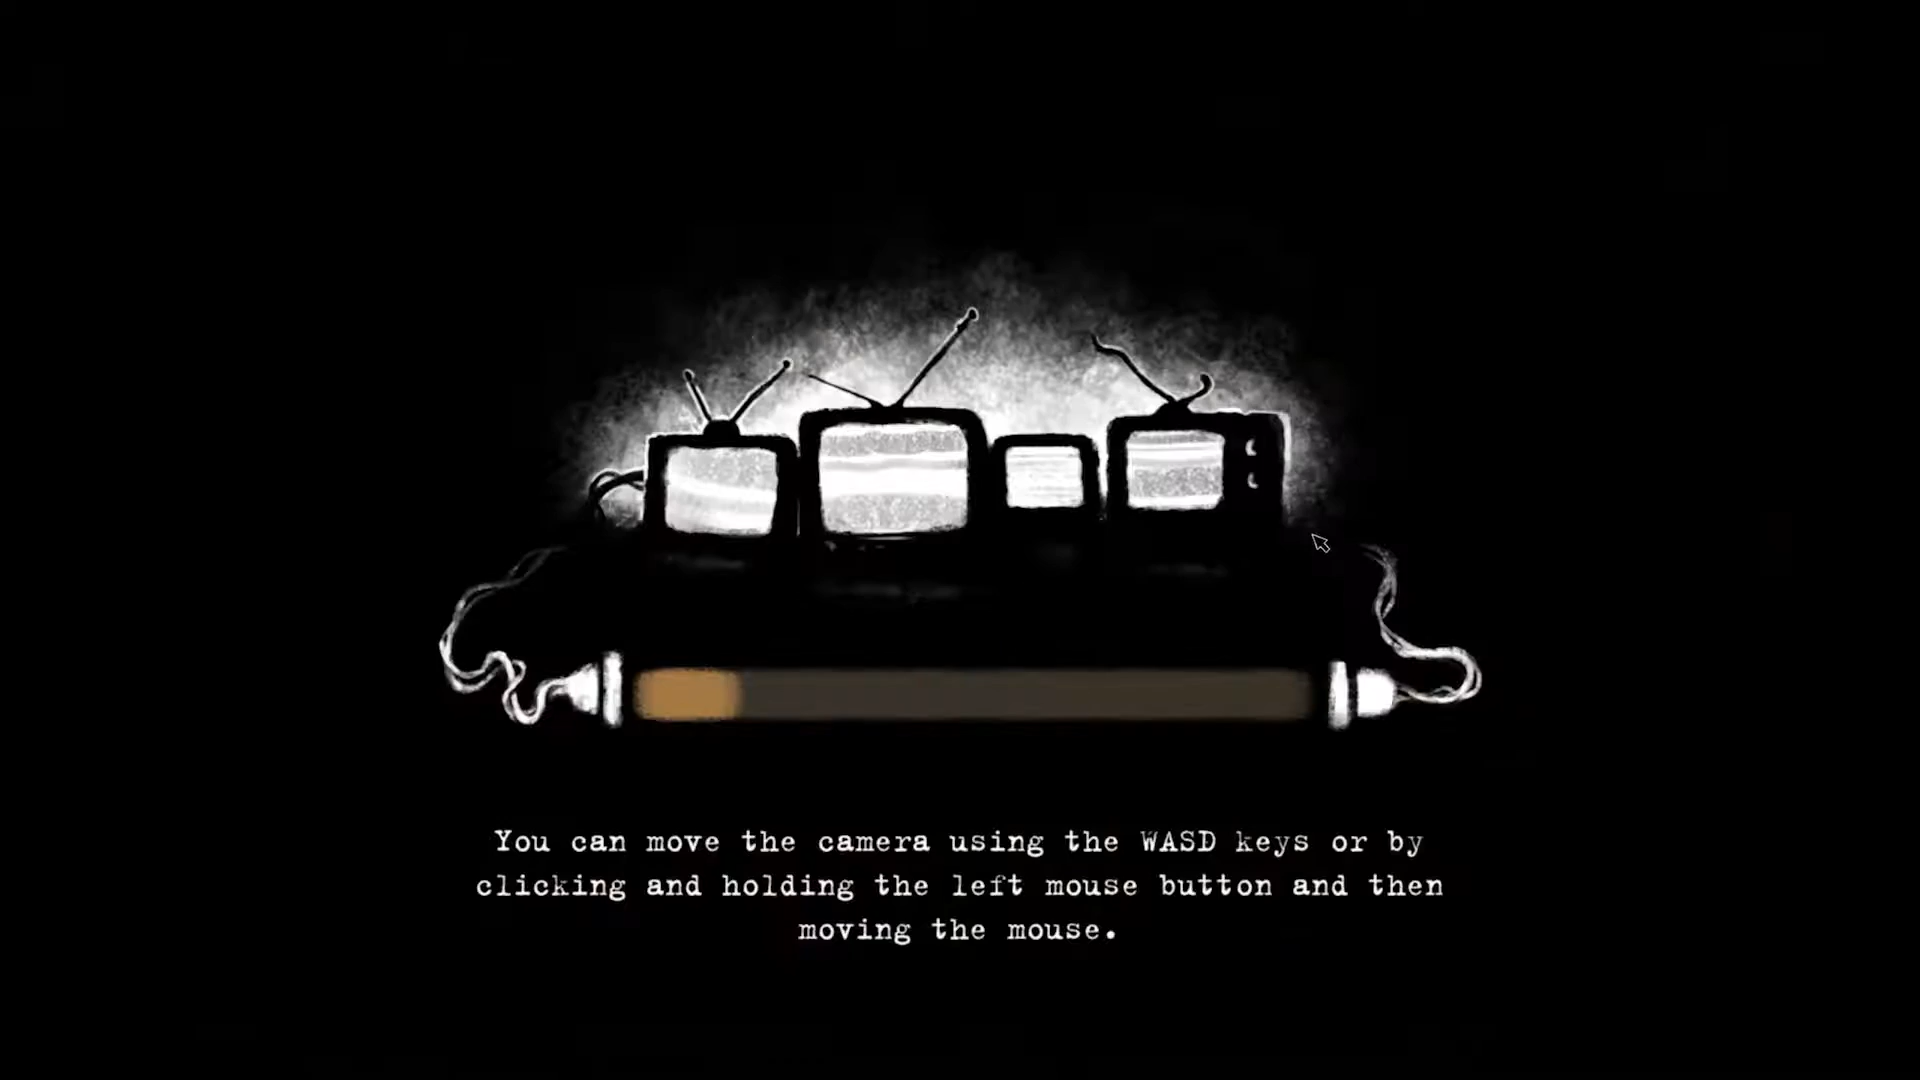 You can move the camera using the WASD keys or by
clicking and holding the left mouse button and then
moving the mouse.